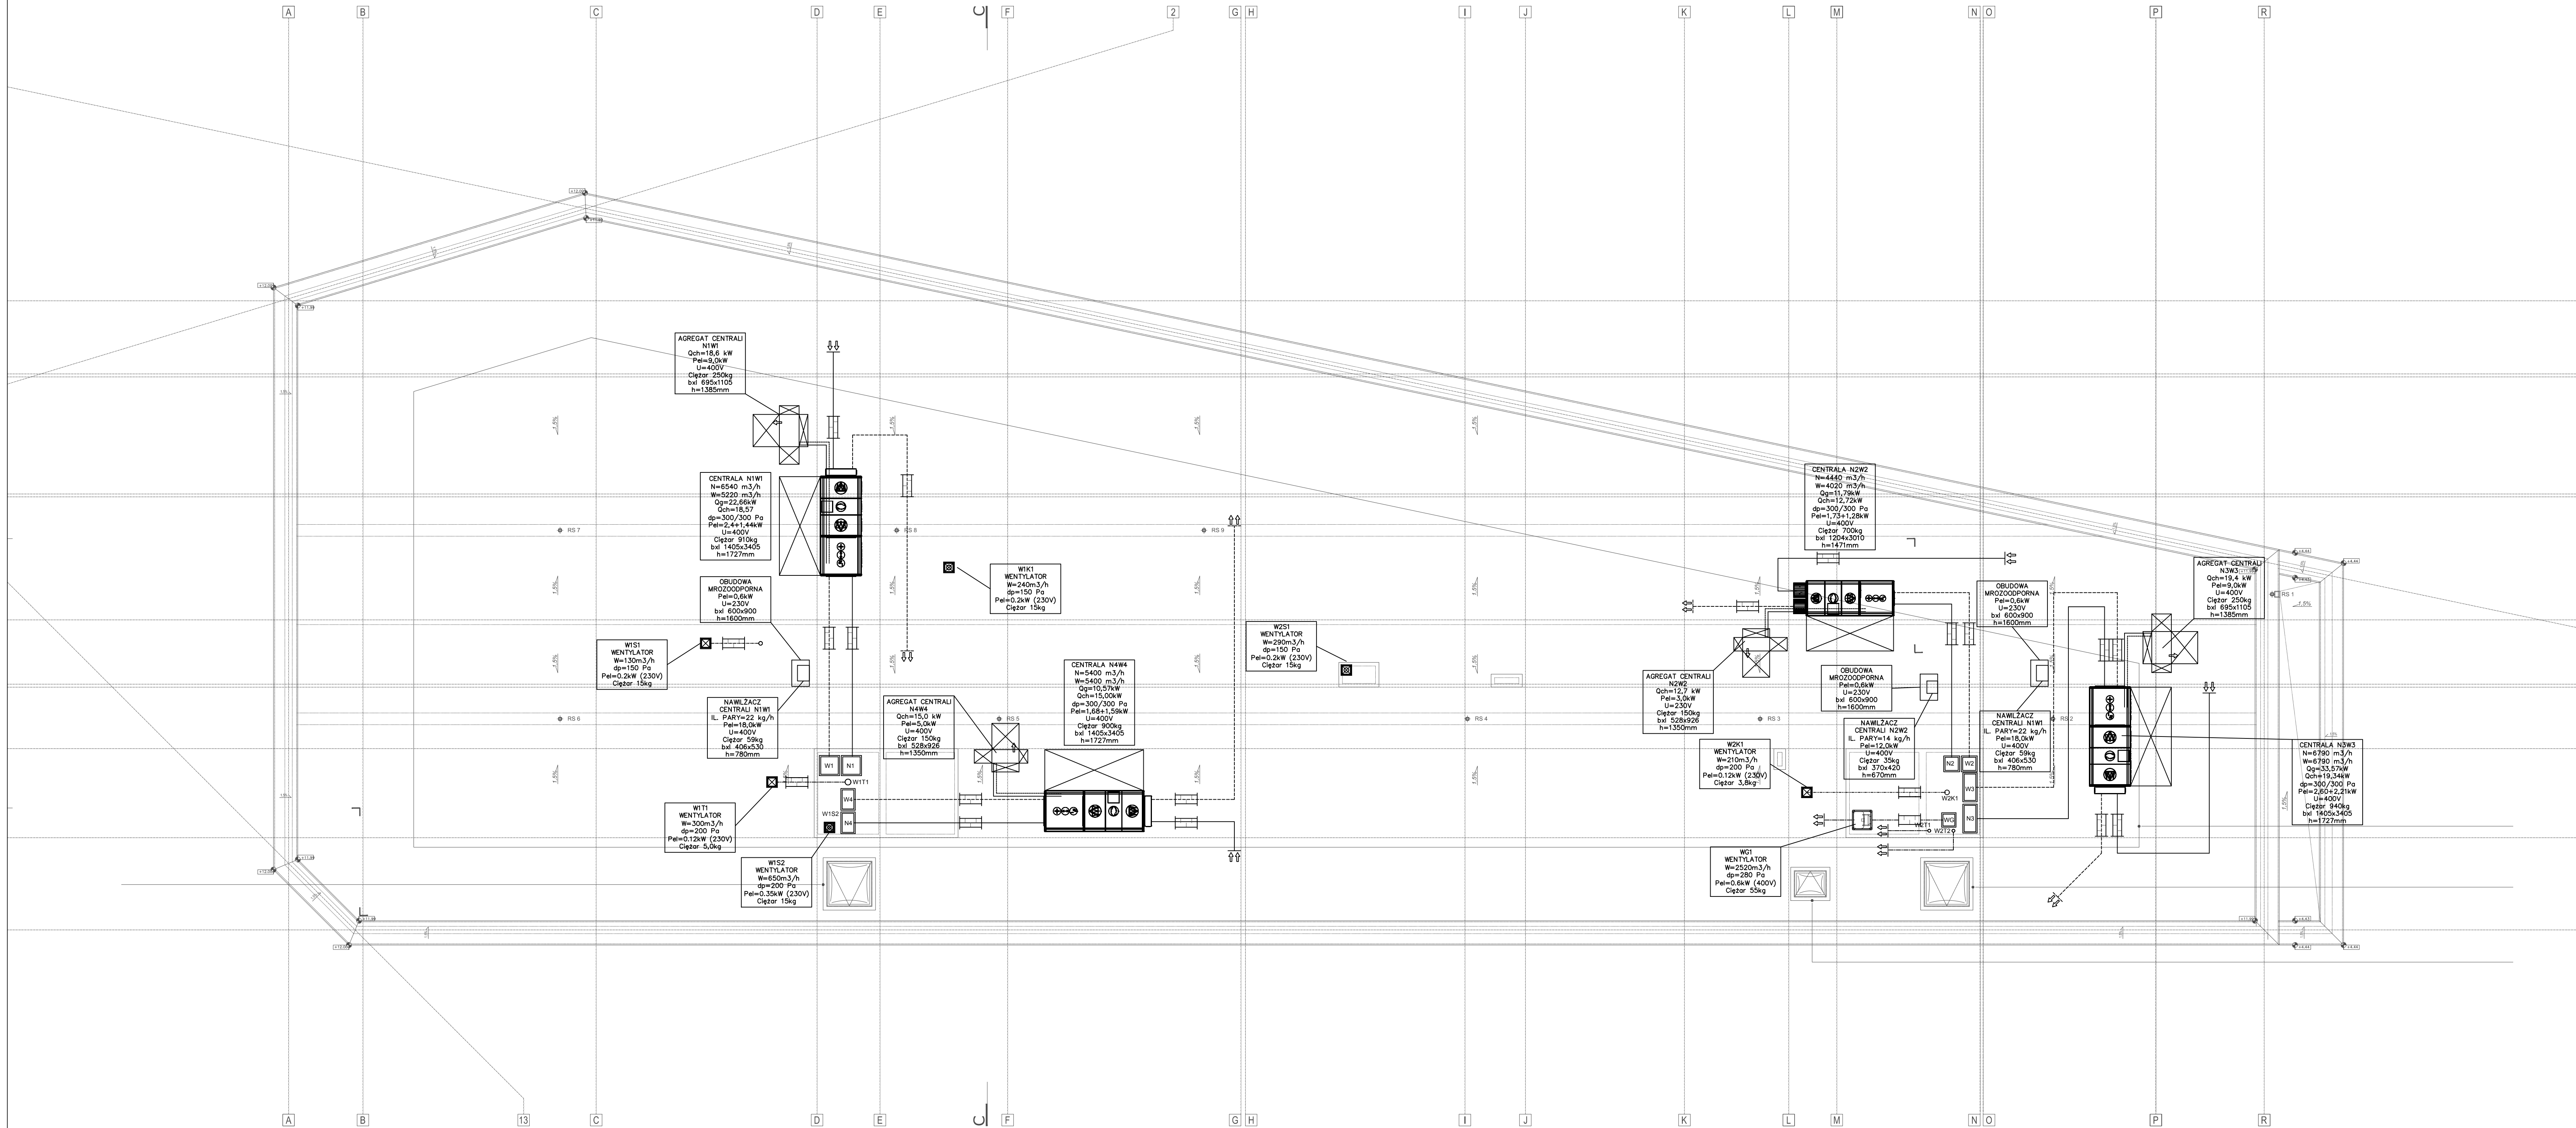 A
B
C
D
E
C
F
2
G
H
I
J
K
L
M
N
O
P
R
AGREGAT CENTRALI
N1W1
Qch=18,6 kW
Pel=9,0kW
U=400V
Ciężar 250kg
bxl 695x1105
h=1385mm
CENTRALA N1W1
N=6540 m3/h
W=5220 m3/h
Qg=22,66kW
Qch=18,57
dp=300/300 Pa
Pel=2,4+1,44kW
U=400V
Ciężar 910kg
bxl 1405x3405
h=1727mm
OBUDOWA
MROZOODPORNA
Pel=0,6kW
U=230V
bxl 600x900
h=1600mm
W1S1
WENTYLATOR
W=130m3/h
dp=150 Pa
Pel=0.2kW (230V)
Ciężar 15kg
NAWILŻACZ
CENTRALI N1W1
IL. PARY=22 kg/h
Pel=18,0kW
U=400V
Ciężar 59kg
bxl 406x530
h=780mm
W1T1
WENTYLATOR
W=300m3/h
dp=200 Pa
Pel=0.12kW (230V)
Ciężar 5,0kg
W1S2
WENTYLATOR
W=650m3/h
dp=200 Pa
Pel=0.35kW (230V)
Ciężar 15kg
W1
N1
W1T1
W4
W1S2
N4
W1K1
WENTYLATOR
W=240m3/h
dp=150 Pa
Pel=0.2kW (230V)
Ciężar 15kg
AGREGAT CENTRALI
N4W4
Qch=15,0 kW
Pel=5,0kW
U=400V
Ciężar 150kg
bxl 528x926
h=1350mm
CENTRALA N4W4
N=5400 m3/h
W=5400 m3/h
Qg=10,57kW
Qch=15,00kW
dp=300/300 Pa
Pel=1,68+1,59kW
U=400V
Ciężar 900kg
bxl 1405x3405
h=1727mm
W2S1
WENTYLATOR
W=290m3/h
dp=150 Pa
Pel=0.2kW (230V)
Ciężar 15kg
AGREGAT CENTRALI
N2W2
Qch=12,7 kW
Pel=3,0kW
U=230V
Ciężar 150kg
bxl 528x926
h=1350mm
CENTRALA N2W2
N=4440 m3/h
W=4020 m3/h
Qg=11,79kW
Qch=12,72kW
dp=300/300 Pa
Pel=1,73+1,28kW
U=400V
Ciężar 700kg
bxl 1204x3010
h=1471mm
OBUDOWA
MROZOODPORNA
Pel=0,6kW
U=230V
bxl 600x900
h=1600mm
NAWILŻACZ
CENTRALI N2W2
IL. PARY=14 kg/h
Pel=12,0kW
U=400V
Ciężar 35kg
bxl 370x420
h=670mm
W2K1
WENTYLATOR
W=210m3/h
dp=200 Pa
Pel=0.12kW (230V)
Ciężar 3,8kg
WG1
WENTYLATOR
W=2520m3/h
dp=280 Pa
Pel=0.6kW (400V)
Ciężar 55kg
N2
W2
W3
W2K1
WG
N3
W2T1
W2T2
OBUDOWA
MROZOODPORNA
Pel=0,6kW
U=230V
bxl 600x900
h=1600mm
NAWILŻACZ
CENTRALI N1W1
IL. PARY=22 kg/h
Pel=18,0kW
U=400V
Ciężar 59kg
bxl 406x530
h=780mm
AGREGAT CENTRALI
N3W3
Qch=19,4 kW
Pel=9,0kW
U=400V
Ciężar 250kg
bxl 695x1105
h=1385mm
CENTRALA N3W3
N=6790 m3/h
W=6790 m3/h
Qg=33,57kW
Qch=19,34kW
dp=300/300 Pa
Pel=2,60+2,21kW
U=400V
Ciężar 940kg
bxl 1405x3405
h=1727mm
RS 7
RS 8
RS 9
RS 1
RS 6
RS 5
RS 4
RS 3
RS 2
1.5%
1.5%
1.5%
1.5%
A
B
13
C
D
E
C
F
G
H
I
J
K
L
M
N
O
P
R